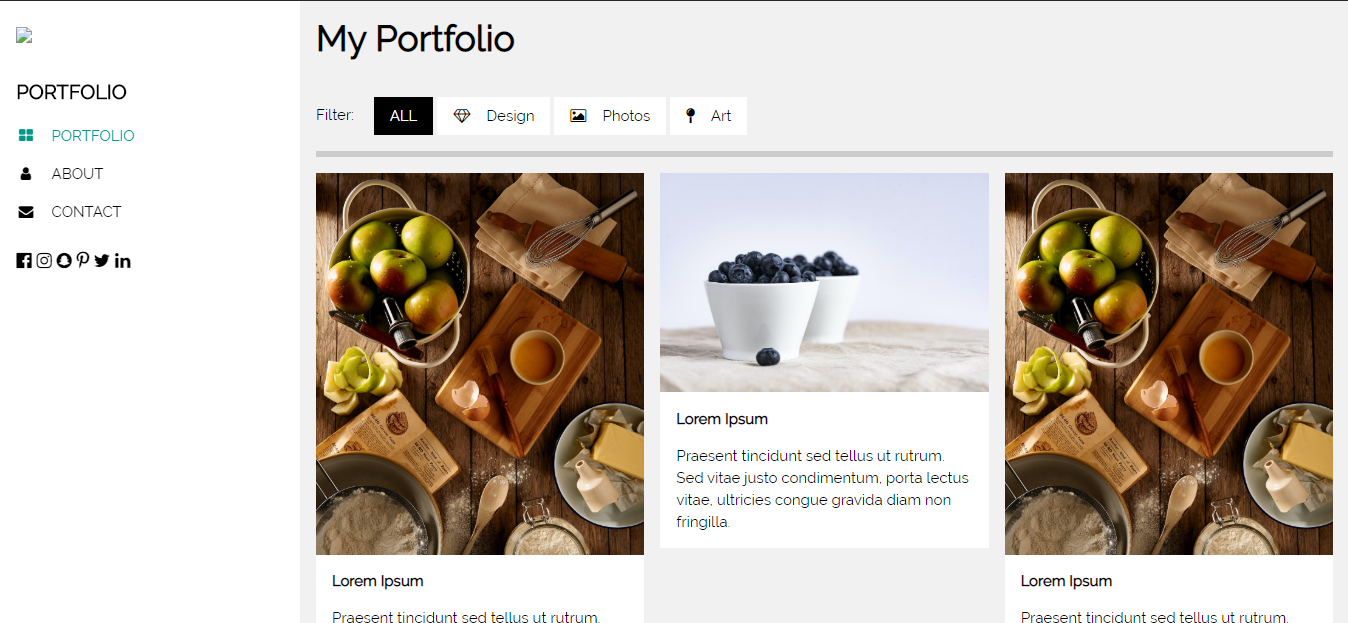 My Portfolio
PORTFOLIO
PORTFOLIO
ABOUT
CONTACT
Filter:
ALL
Design
Photos
Art
Lorem Ipsum
Praesent tincidunt sed tellus ut rutrum.
Lorem Ipsum
Praesent tincidunt sed tellus ut rutrum.
Sed vitae justo condimentum, porta lectus
vitae, ultricies congue gravida diam non
fringilla.
Lorem Ipsum
Praesent tincidunt sed tellus ut rutrum.